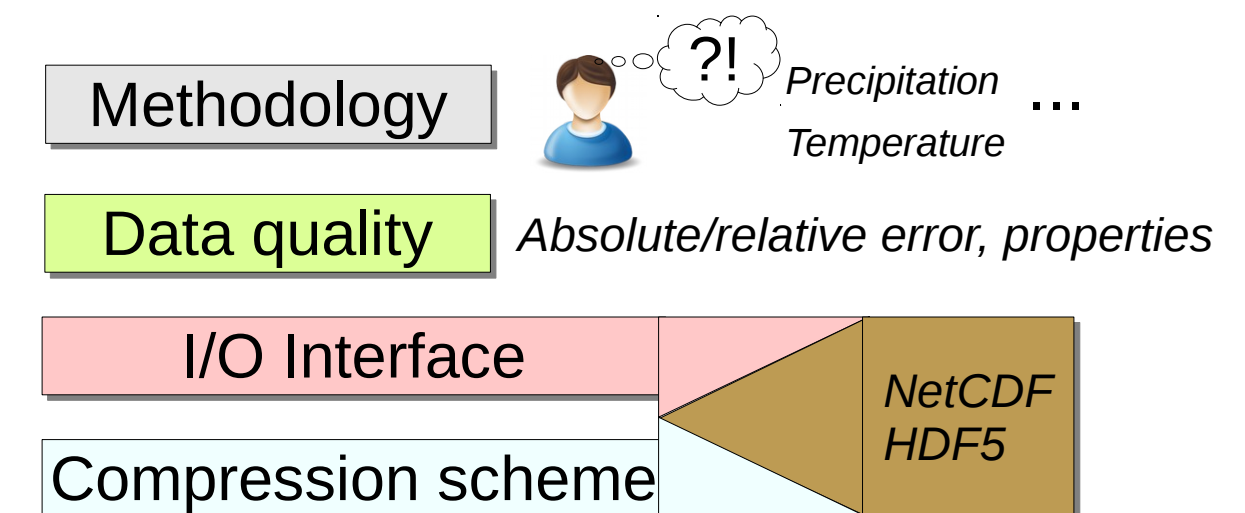 Methodology
?!
Precipitation ...
Temperature
Data quality
Absolute/relative error, properties
I/O Interface
NetCDF
HDF5
Compression scheme